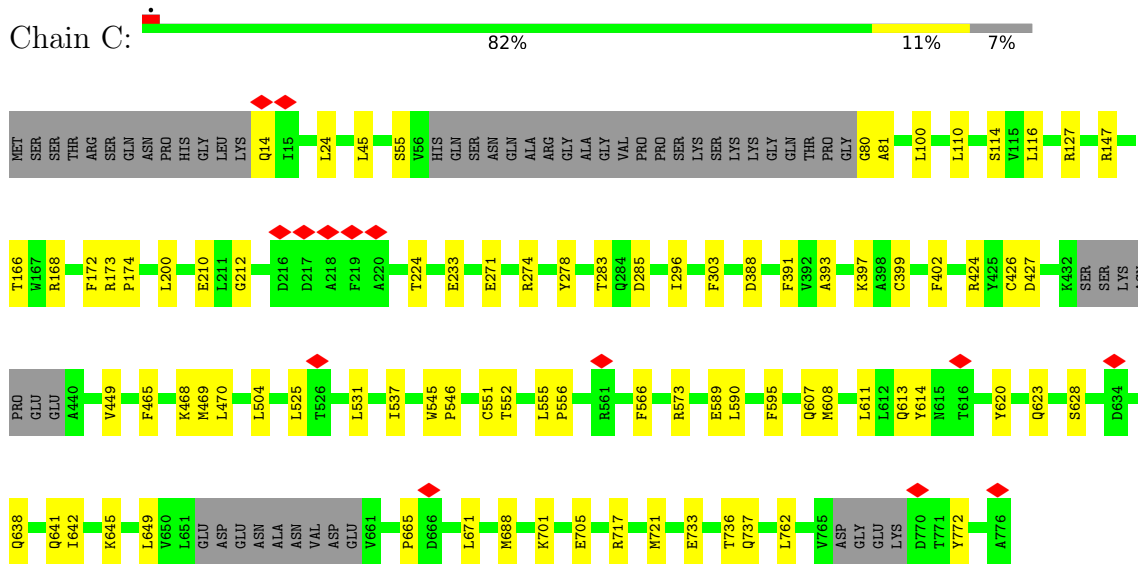 Chain C:
82% 11% 7%
MET SER SER THR ARG SER GLN ASN PRO HIS GLY LEU LYS Q14 I15 L24 L45 S55 V56 HIS GLN SER ASN GLN ALA ARG GLY ALA GLY VAL PRO PRO SER LYS SER LYS LYS GLY GLN THR PRO GLY G80 A81 L100 L110 S114 V115 L116 R127 R147
T166 W167 R168 F172 R173 P174 L200 E210 L211 G212 D216 D217 A218 F219 A220 T224 E233 E271 R274 Y278 T283 Q284 D285 I296 F303 D388 F391 V392 A393 K397 A398 C399 F402 R424 Y425 C426 D427 K432 SER SER LYS
PRO GLU GLU A440 V449 F465 K468 M469 L470 L504 L525 T526 L531 I537 W545 P546 C551 T552 L555 P556 R561 F566 R573 E589 L590 F595 Q607 M608 L611 L612 Q613 Y614 N615 T616 Y620 Q623 S628 D634
Q638 Q641 I642 K645 L649 V650 L651 GLU ASP GLU ASN ALA ASN VAL ASP GLU V661 P665 D666 L671 M688 K701 E705 R717 M721 E733 T736 Q737 L762 V765 ASP GLY GLU LYS D770 T771 Y772 A776